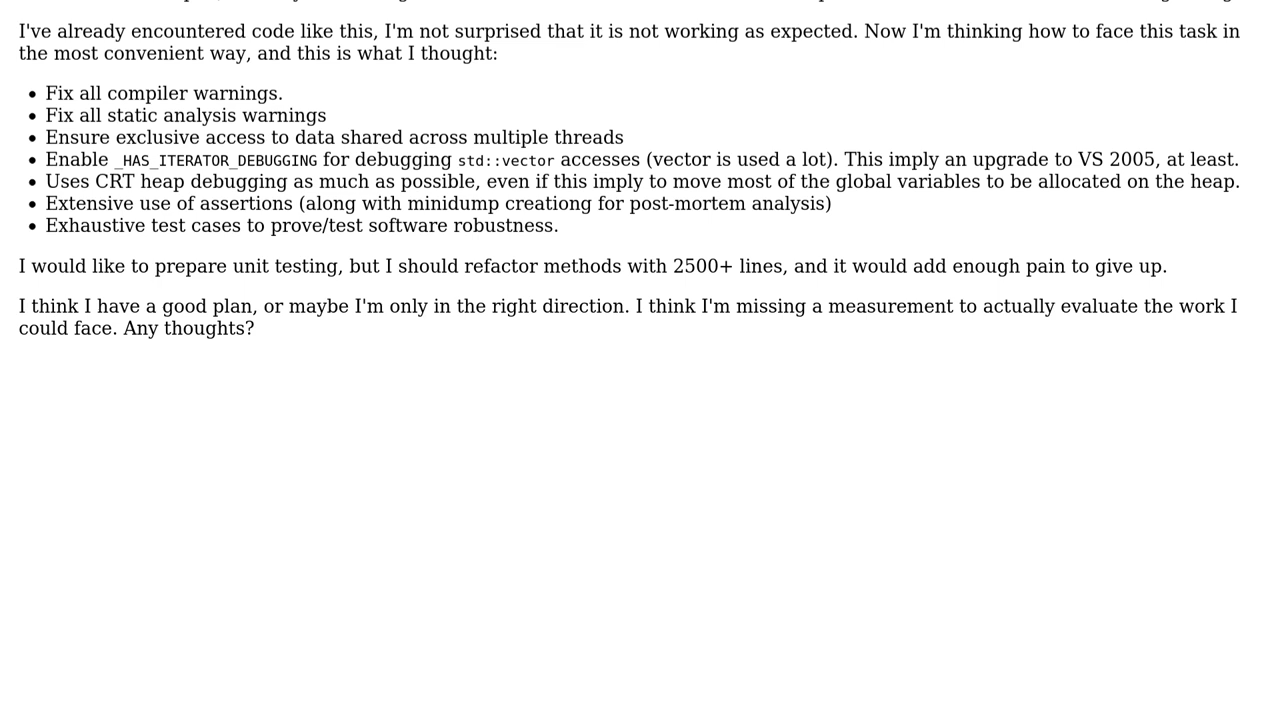 I've already encountered code like this, I'm not surprised that it is not working as expected. Now I'm thinking how to face this task in
the most convenient way, and this is what I thought:
• Fix all compiler warnings.
• Fix all static analysis warnings
• Ensure exclusive access to data shared across multiple threads
• Enable _HAS_ITERATOR_DEBUGGING for debugging std::vector accesses (vector is used a lot). This imply an upgrade to VS 2005, at least.
• Uses CRT heap debugging as much as possible, even if this imply to move most of the global variables to be allocated on the heap.
• Extensive use of assertions (along with minidump creationg for post-mortem analysis)
• Exhaustive test cases to prove/test software robustness.
I would like to prepare unit testing, but I should refactor methods with 2500+ lines, and it would add enough pain to give up.
I think I have a good plan, or maybe I'm only in the right direction. I think I'm missing a measurement to actually evaluate the work I
could face. Any thoughts?